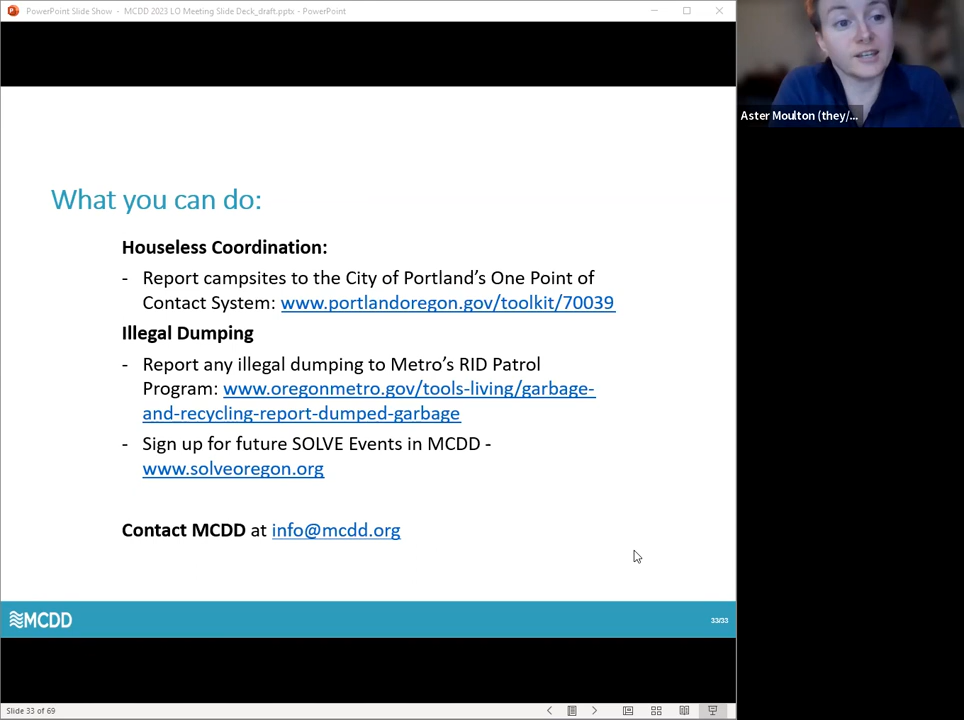 PowerPoint Slide Show - MCDD 2023 LO Meeting Slide Deck_draft.pptx - PowerPoint
Aster Moulton (they/...
What you can do:
Houseless Coordination:
- Report campsites to the City of Portland's One Point of
Contact System: www.portlandoregon.gov/toolkit/70039
Illegal Dumping
- Report any illegal dumping to Metro's RID Patrol
Program: www.oregonmetro.gov/tools-living/garbage-
and-recycling-report-dumped-garbage
- Sign up for future SOLVE Events in MCDD -
www.solveoregon.org
Contact MCDD at info@mcdd.org
MCDD
33/33
Slide 33 of 69